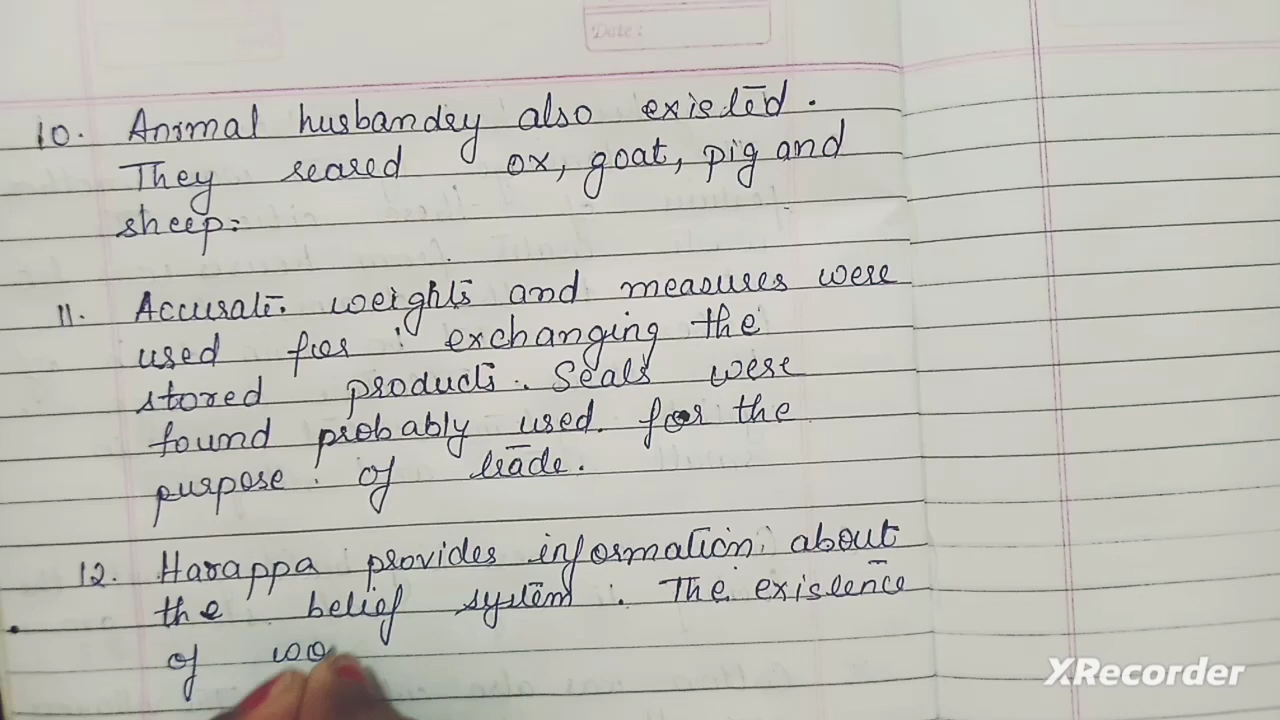 Date:
10. Animal husbandry also existed.
They reared ox, goat, pig and
sheep.
11. Accurate weights and measures were
used for exchanging the
stored products. Seals were
found probably used for the
purpose of trade.
12. Harappa provides information about
the belief system. The existence
of
XRecorder